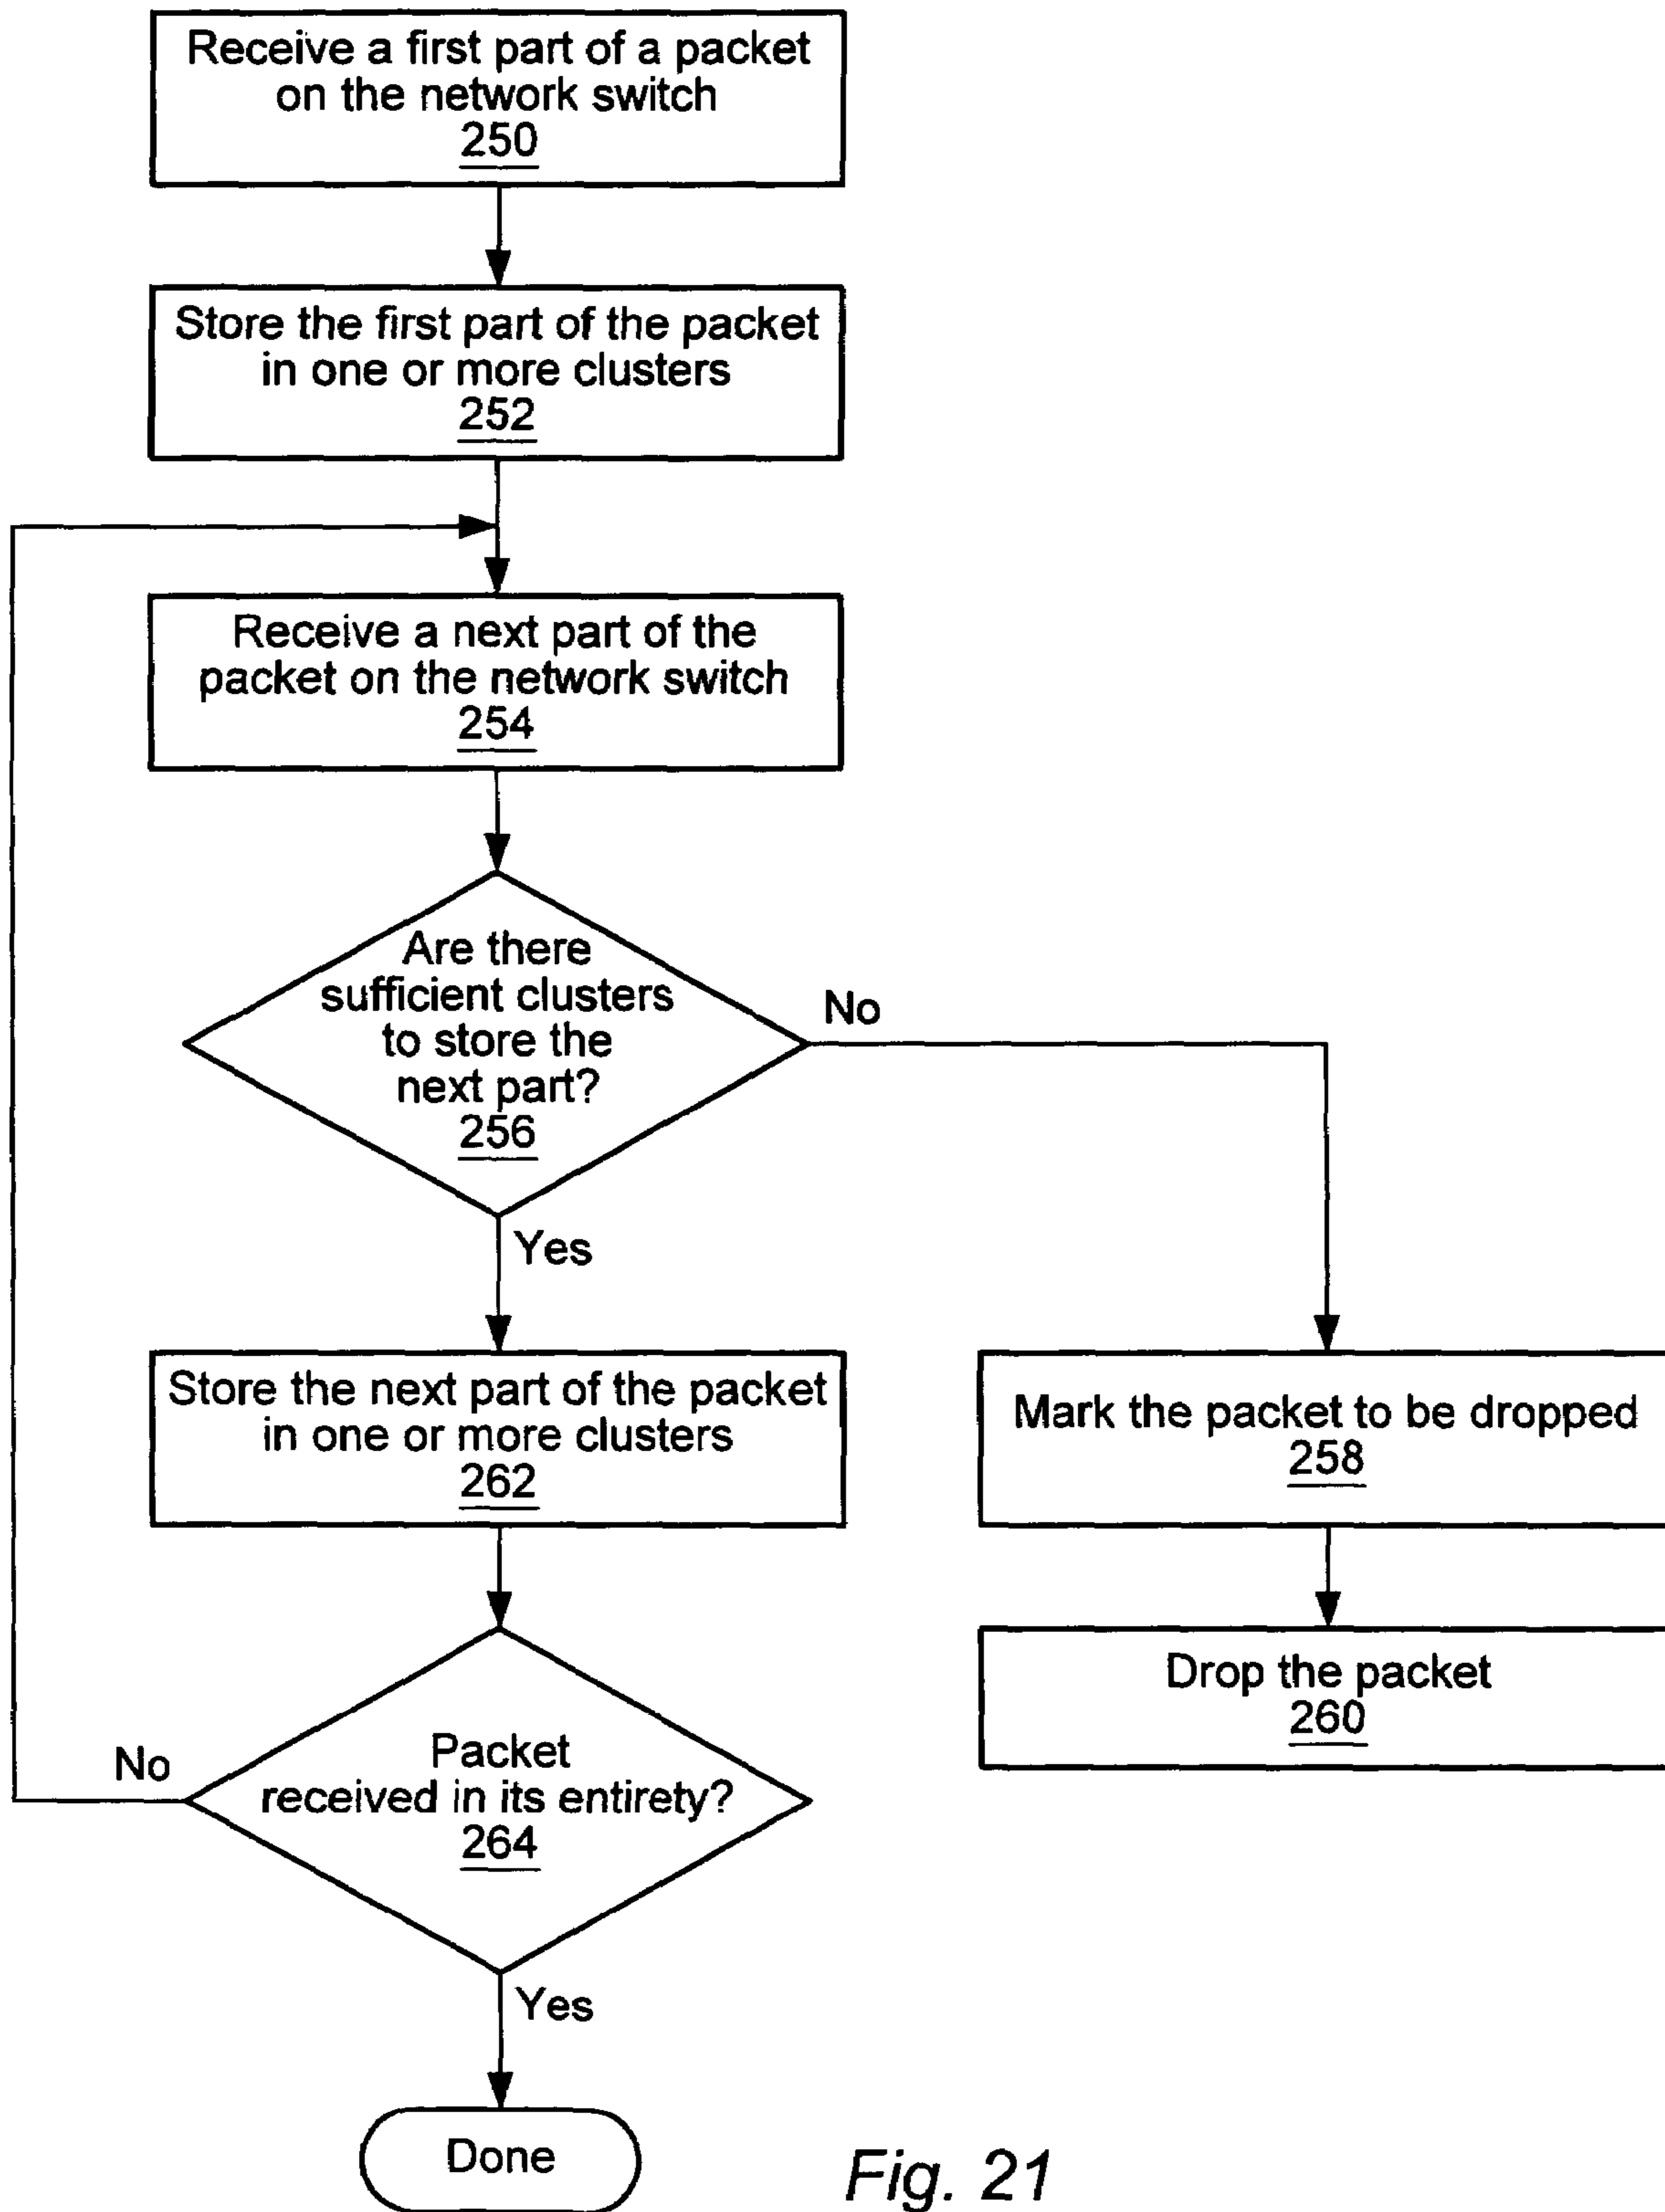 Receive a first part of a packet
on the network switch
250
Store the first part of the packet
in one or more clusters
252
Receive a next part of the
packet on the network switch
254
Are there
sufficient clusters
to store the
next part?
256
No
Yes
Store the next part of the packet
in one or more clusters
262
Mark the packet to be dropped
258
Drop the packet
260
Packet
received in its entirety?
264
No
Yes
Done
Fig. 21